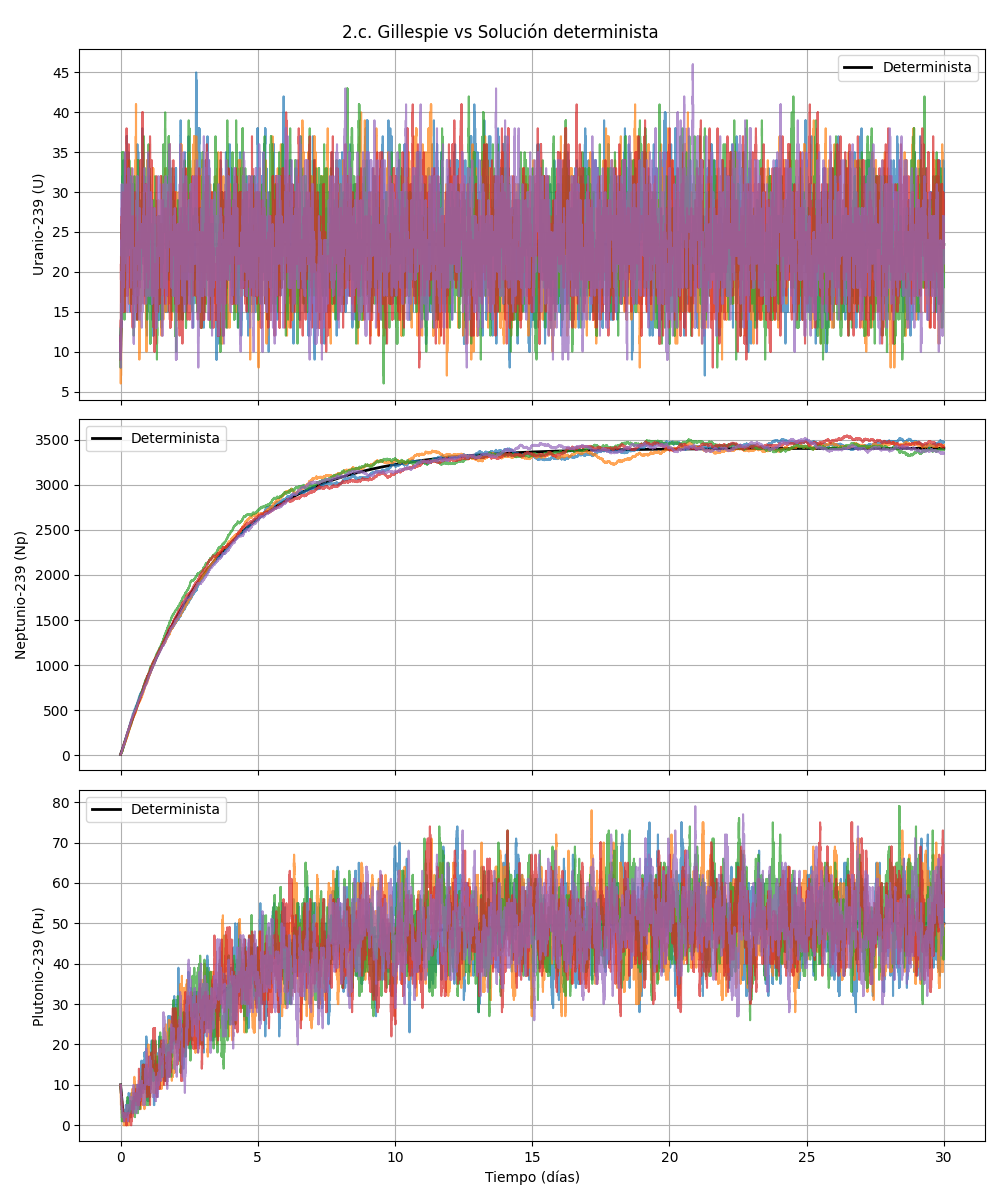 2.c. Gillespie vs Solución determinista
Determinista
45
40
35
30
25
20
15
10
5
Uranio-239 (U)
Determinista
3500
3000
2500
2000
1500
1000
500
0
Neptunio-239 (Np)
Determinista
80
70
60
50
40
30
20
10
0
Plutonio-239 (Pu)
0 5 10 15 20 25 30
Tiempo (días)